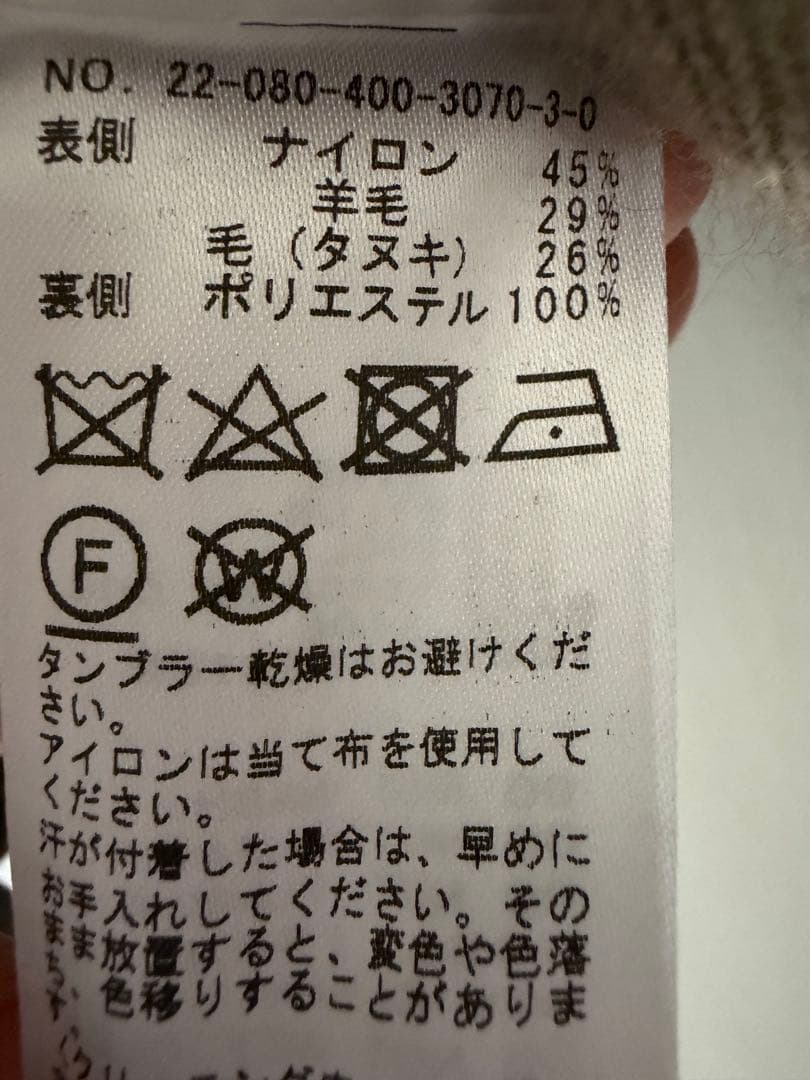 NO. 22-080-400-3070-3-0
表側 ナイロン 45%
羊毛 29%
毛(タヌキ) 26%
裏側 ポリエステル 100%
F
W
タンブラー乾燥はお避けくだ
さい。
アイロンは当て布を使用して
ください。
汗が付着した場合は、早めに
お手入れしてください。その
まま放置すると、変色や色落
ち、色移りすることがありま
す。